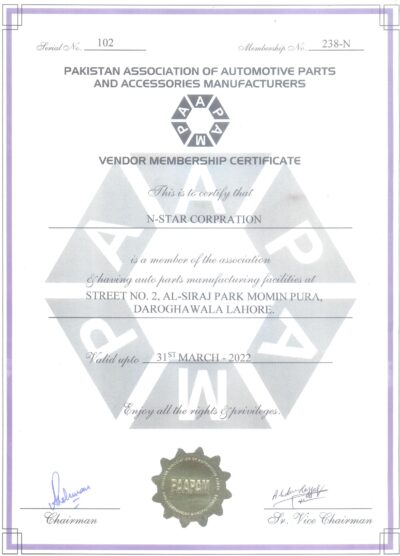 Serial No. 102 Membership No. 238-N
PAKISTAN ASSOCIATION OF AUTOMOTIVE PARTS
AND ACCESSORIES MANUFACTURERS
PAAPAM
VENDOR MEMBERSHIP CERTIFICATE
This is to certify that
N-STAR CORPRATION
is a member of the association
& having auto parts manufacturing facilities at
STREET NO. 2, AL-SIRAJ PARK MOMIN PURA,
DAROGHAWALA LAHORE.
Valid upto 31ST MARCH - 2022
Enjoy all the rights & privileges.
PAAPAM
PAAPAM
Chairman Sr. Vice Chairman